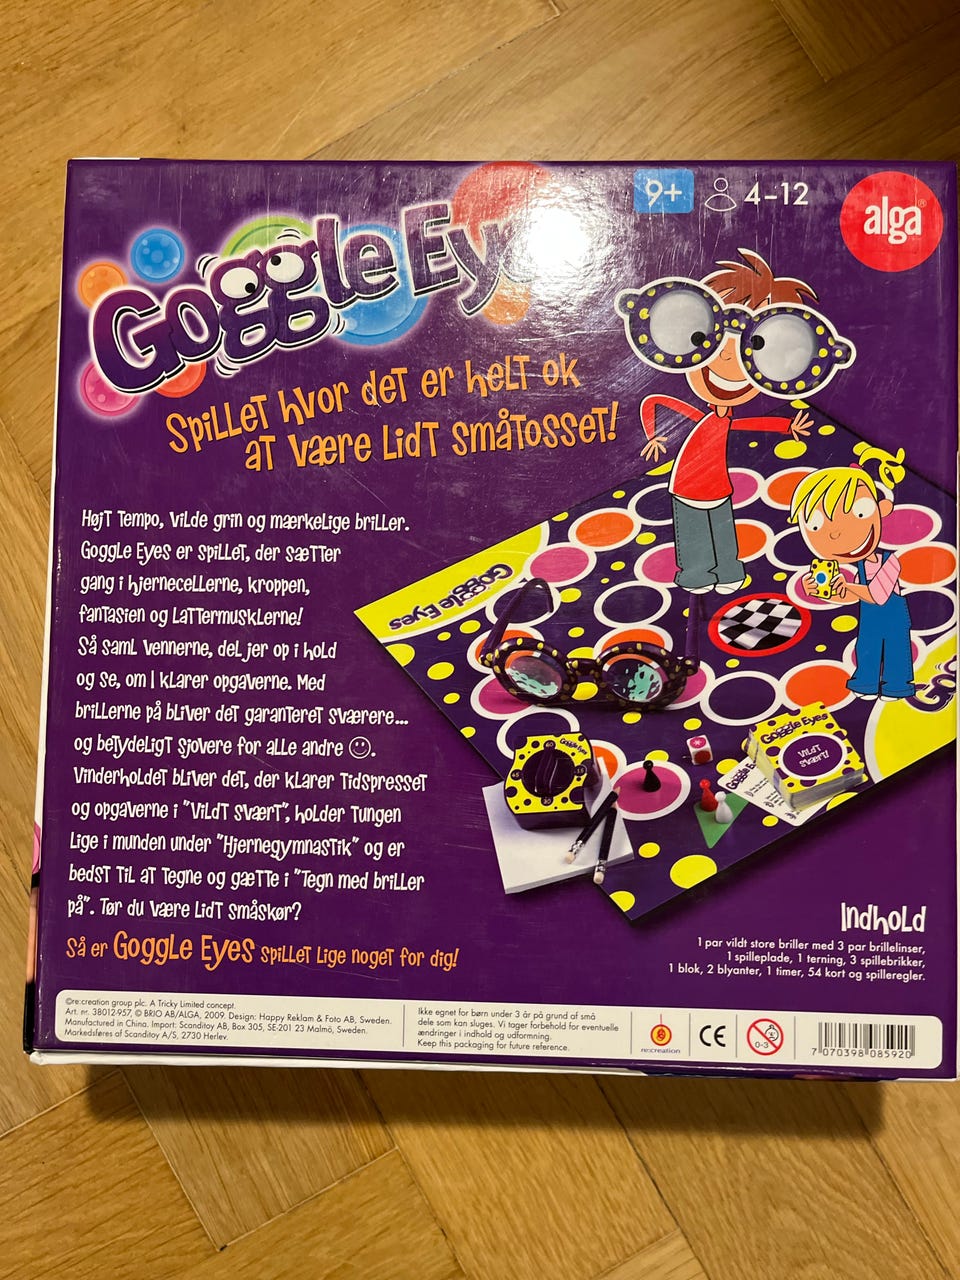 9+
4-12
alga®
Goggle Eye
Spillet hvor det er helt ok
at være lidt småtosset!
Højt tempo, vilde grin og mærkelige briller.
Goggle Eyes er spillet, der sætter
gang i hjernecellerne, kroppen,
fantasien og lattermusklerne!
Så saml vennerne, del jer op i hold
og se, om I klarer opgaverne. Med
brillerne på bliver det garanteret sværere...
og betydeligt sjovere for alle andre ☺.
Vinderholdet bliver det, der klarer tidspresset
og opgaverne i "Vildt svært", holder tungen
lige i munden under "Hjernegymnastik" og er
bedst til at tegne og gætte i "Tegn med briller
på". Tør du være lidt småskør?
Så er Goggle Eyes spillet lige noget for dig!
Goggle Eyes
Goggle Eyes
60
15
30
45
Goggle Eyes
Vildt
svært!
Go
Indhold
1 par vildt store briller med 3 par brillelinser,
1 spilleplade, 1 terning, 3 spillebrikker,
1 blok, 2 blyanter, 1 timer, 54 kort og spilleregler.
©re:creation group plc. A Tricky Limited concept.
Art. nr. 38012-957, © BRIO AB/ALGA, 2009. Design: Happy Reklam & Foto AB, Sweden.
Manufactured in China. Import: Scanditoy AB, Box 305, SE-201 23 Malmö, Sweden.
Markedsføres af Scanditoy A/S, 2730 Herlev.
Ikke egnet for børn under 3 år på grund af små
dele som kan sluges. Vi tager forbehold for eventuelle
ændringer i indhold og udformning.
Keep this packaging for future reference.
re:creation
CE
0-3
7 070398 085920